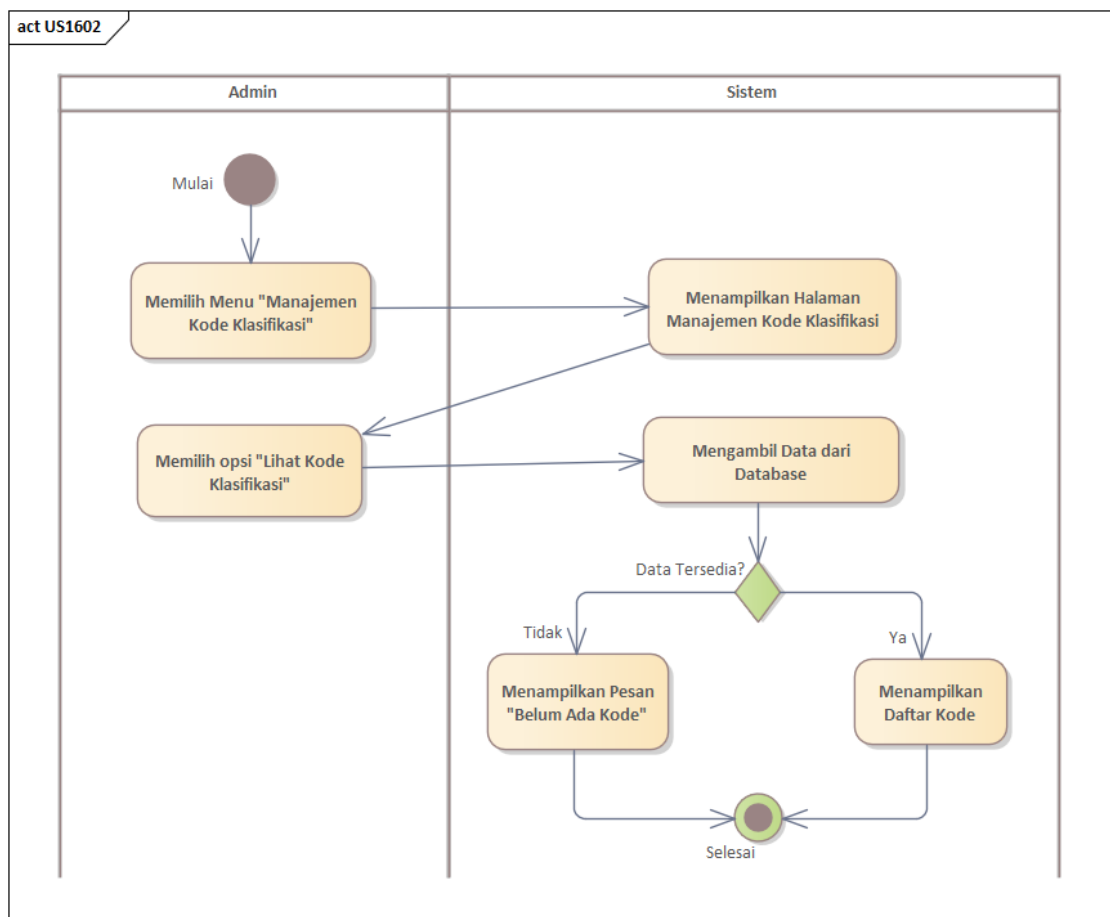 act US1602
Admin
Sistem
Mulai
Memilih Menu "Manajemen
Kode Klasifikasi"
Menampilkan Halaman
Manajemen Kode Klasifikasi
Memilih opsi "Lihat Kode
Klasifikasi"
Mengambil Data dari
Database
Data Tersedia?
Tidak
Ya
Menampilkan Pesan
"Belum Ada Kode"
Menampilkan
Daftar Kode
Selesai